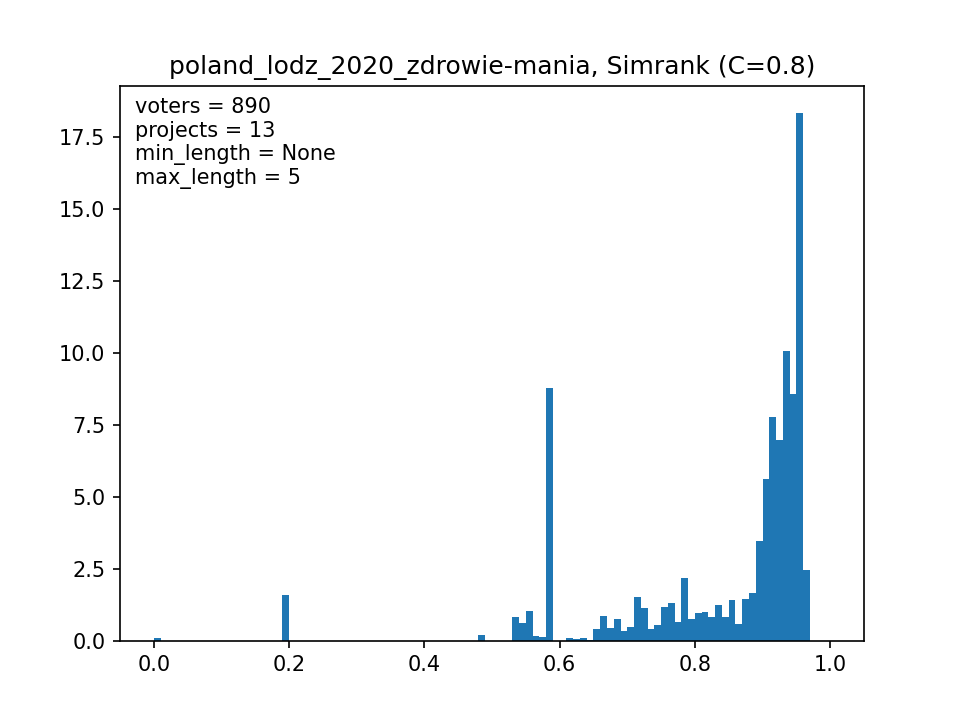 poland_lodz_2020_zdrowie-mania, Simrank (C=0.8)
voters = 890
projects = 13
min_length = None
max_length = 5
17.5
15.0
12.5
10.0
7.5
5.0
2.5
0.0
0.0 0.2 0.4 0.6 0.8 1.0